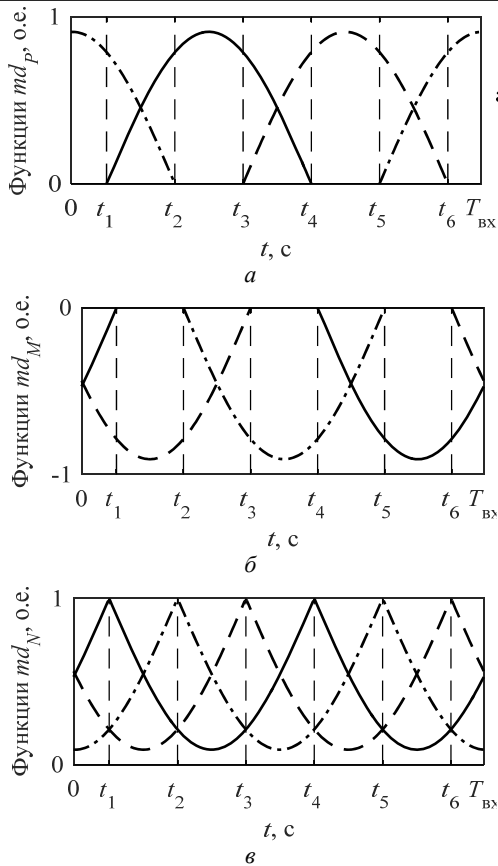 Функции md_P, о.е.
1
0
0 t_1 t_2 t_3 t_4 t_5 t_6 T_вх
t, с
а
Функции md_M, о.е.
0
-1
0 t_1 t_2 t_3 t_4 t_5 t_6 T_вх
t, с
б
Функции md_N, о.е.
1
0
0 t_1 t_2 t_3 t_4 t_5 t_6 T_вх
t, с
в